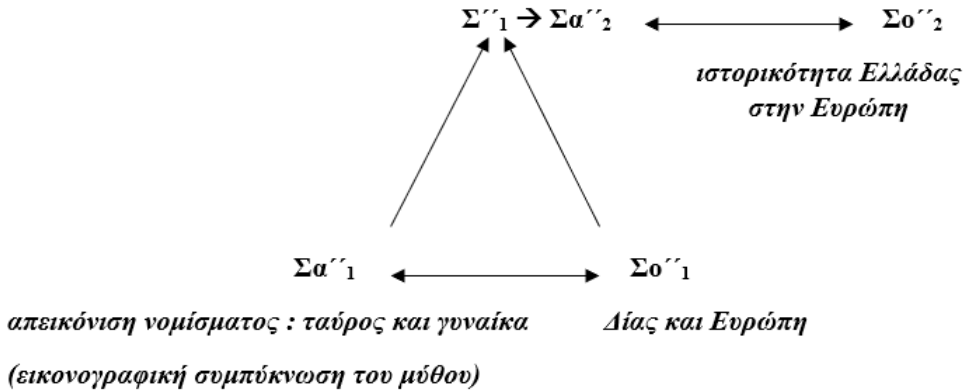 Σ΄΄₁ → Σα΄΄₂ Σο΄΄₂
ιστορικότητα Ελλάδας
στην Ευρώπη
Σα΄΄₁ Σο΄΄₁
απεικόνιση νομίσματος : ταύρος και γυναίκα Δίας και Ευρώπη
(εικονογραφική συμπύκνωση του μύθου)